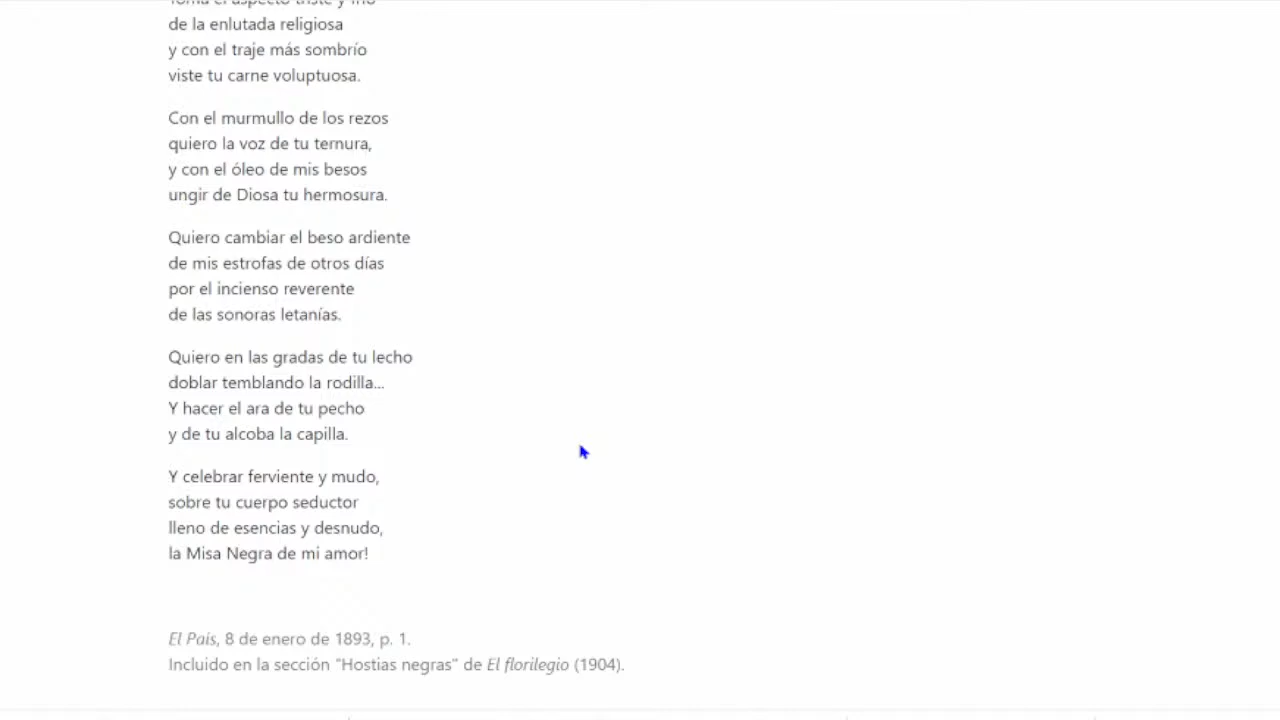 Toma el aspecto triste y frío
de la enlutada religiosa
y con el traje más sombrío
viste tu carne voluptuosa.
Con el murmullo de los rezos
quiero la voz de tu ternura,
y con el óleo de mis besos
ungir de Diosa tu hermosura.
Quiero cambiar el beso ardiente
de mis estrofas de otros días
por el incienso reverente
de las sonoras letanías.
Quiero en las gradas de tu lecho
doblar temblando la rodilla...
Y hacer el ara de tu pecho
y de tu alcoba la capilla.
Y celebrar ferviente y mudo,
sobre tu cuerpo seductor
lleno de esencias y desnudo,
la Misa Negra de mi amor!
El País, 8 de enero de 1893, p. 1.
Incluido en la sección "Hostias negras" de El florilegio (1904).